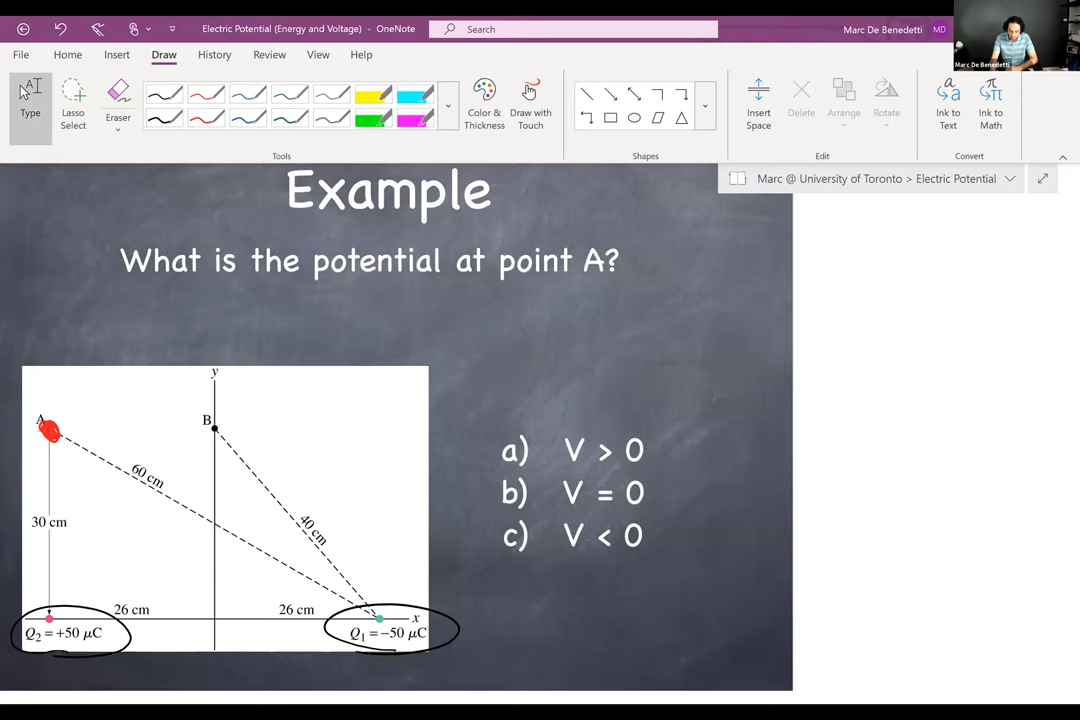 Electric Potential (Energy and Voltage) - OneNote
Search
Marc De Benedetti
MD
Marc De Benedetti
File
Home
Insert
Draw
History
Review
View
Help
Type
Lasso Select
Eraser
Color & Thickness
Draw with Touch
Insert Space
Delete
Arrange
Rotate
Ink to Text
Ink to Math
Tools
Shapes
Edit
Convert
Marc @ University of Toronto > Electric Potential
Example
What is the potential at point A?
y
A
B
60 cm
40 cm
30 cm
26 cm
26 cm
x
Q₂ = +50 μC
Q₁ = −50 μC
a) V > 0
b) V = 0
c) V < 0